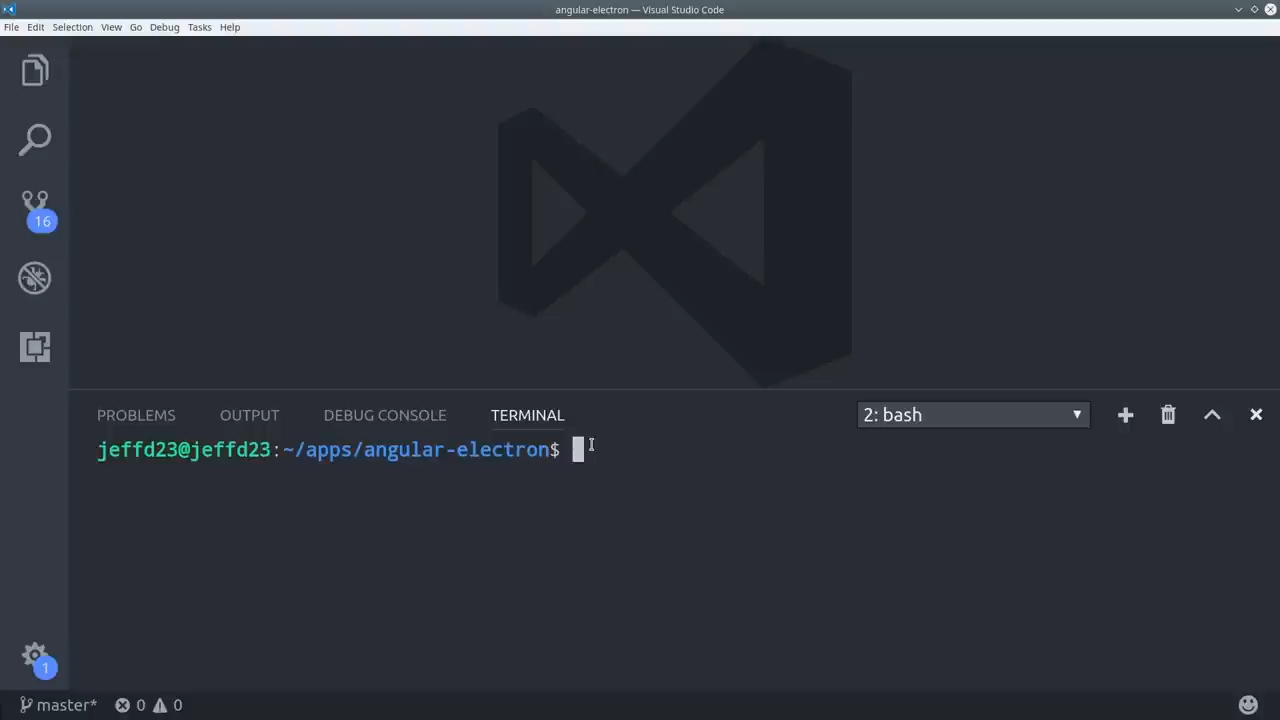 angular-electron — Visual Studio Code
File Edit Selection View Go Debug Tasks Help
16
PROBLEMS OUTPUT DEBUG CONSOLE TERMINAL 2: bash
jeffd23@jeffd23:~/apps/angular-electron$
1
master* 0 0